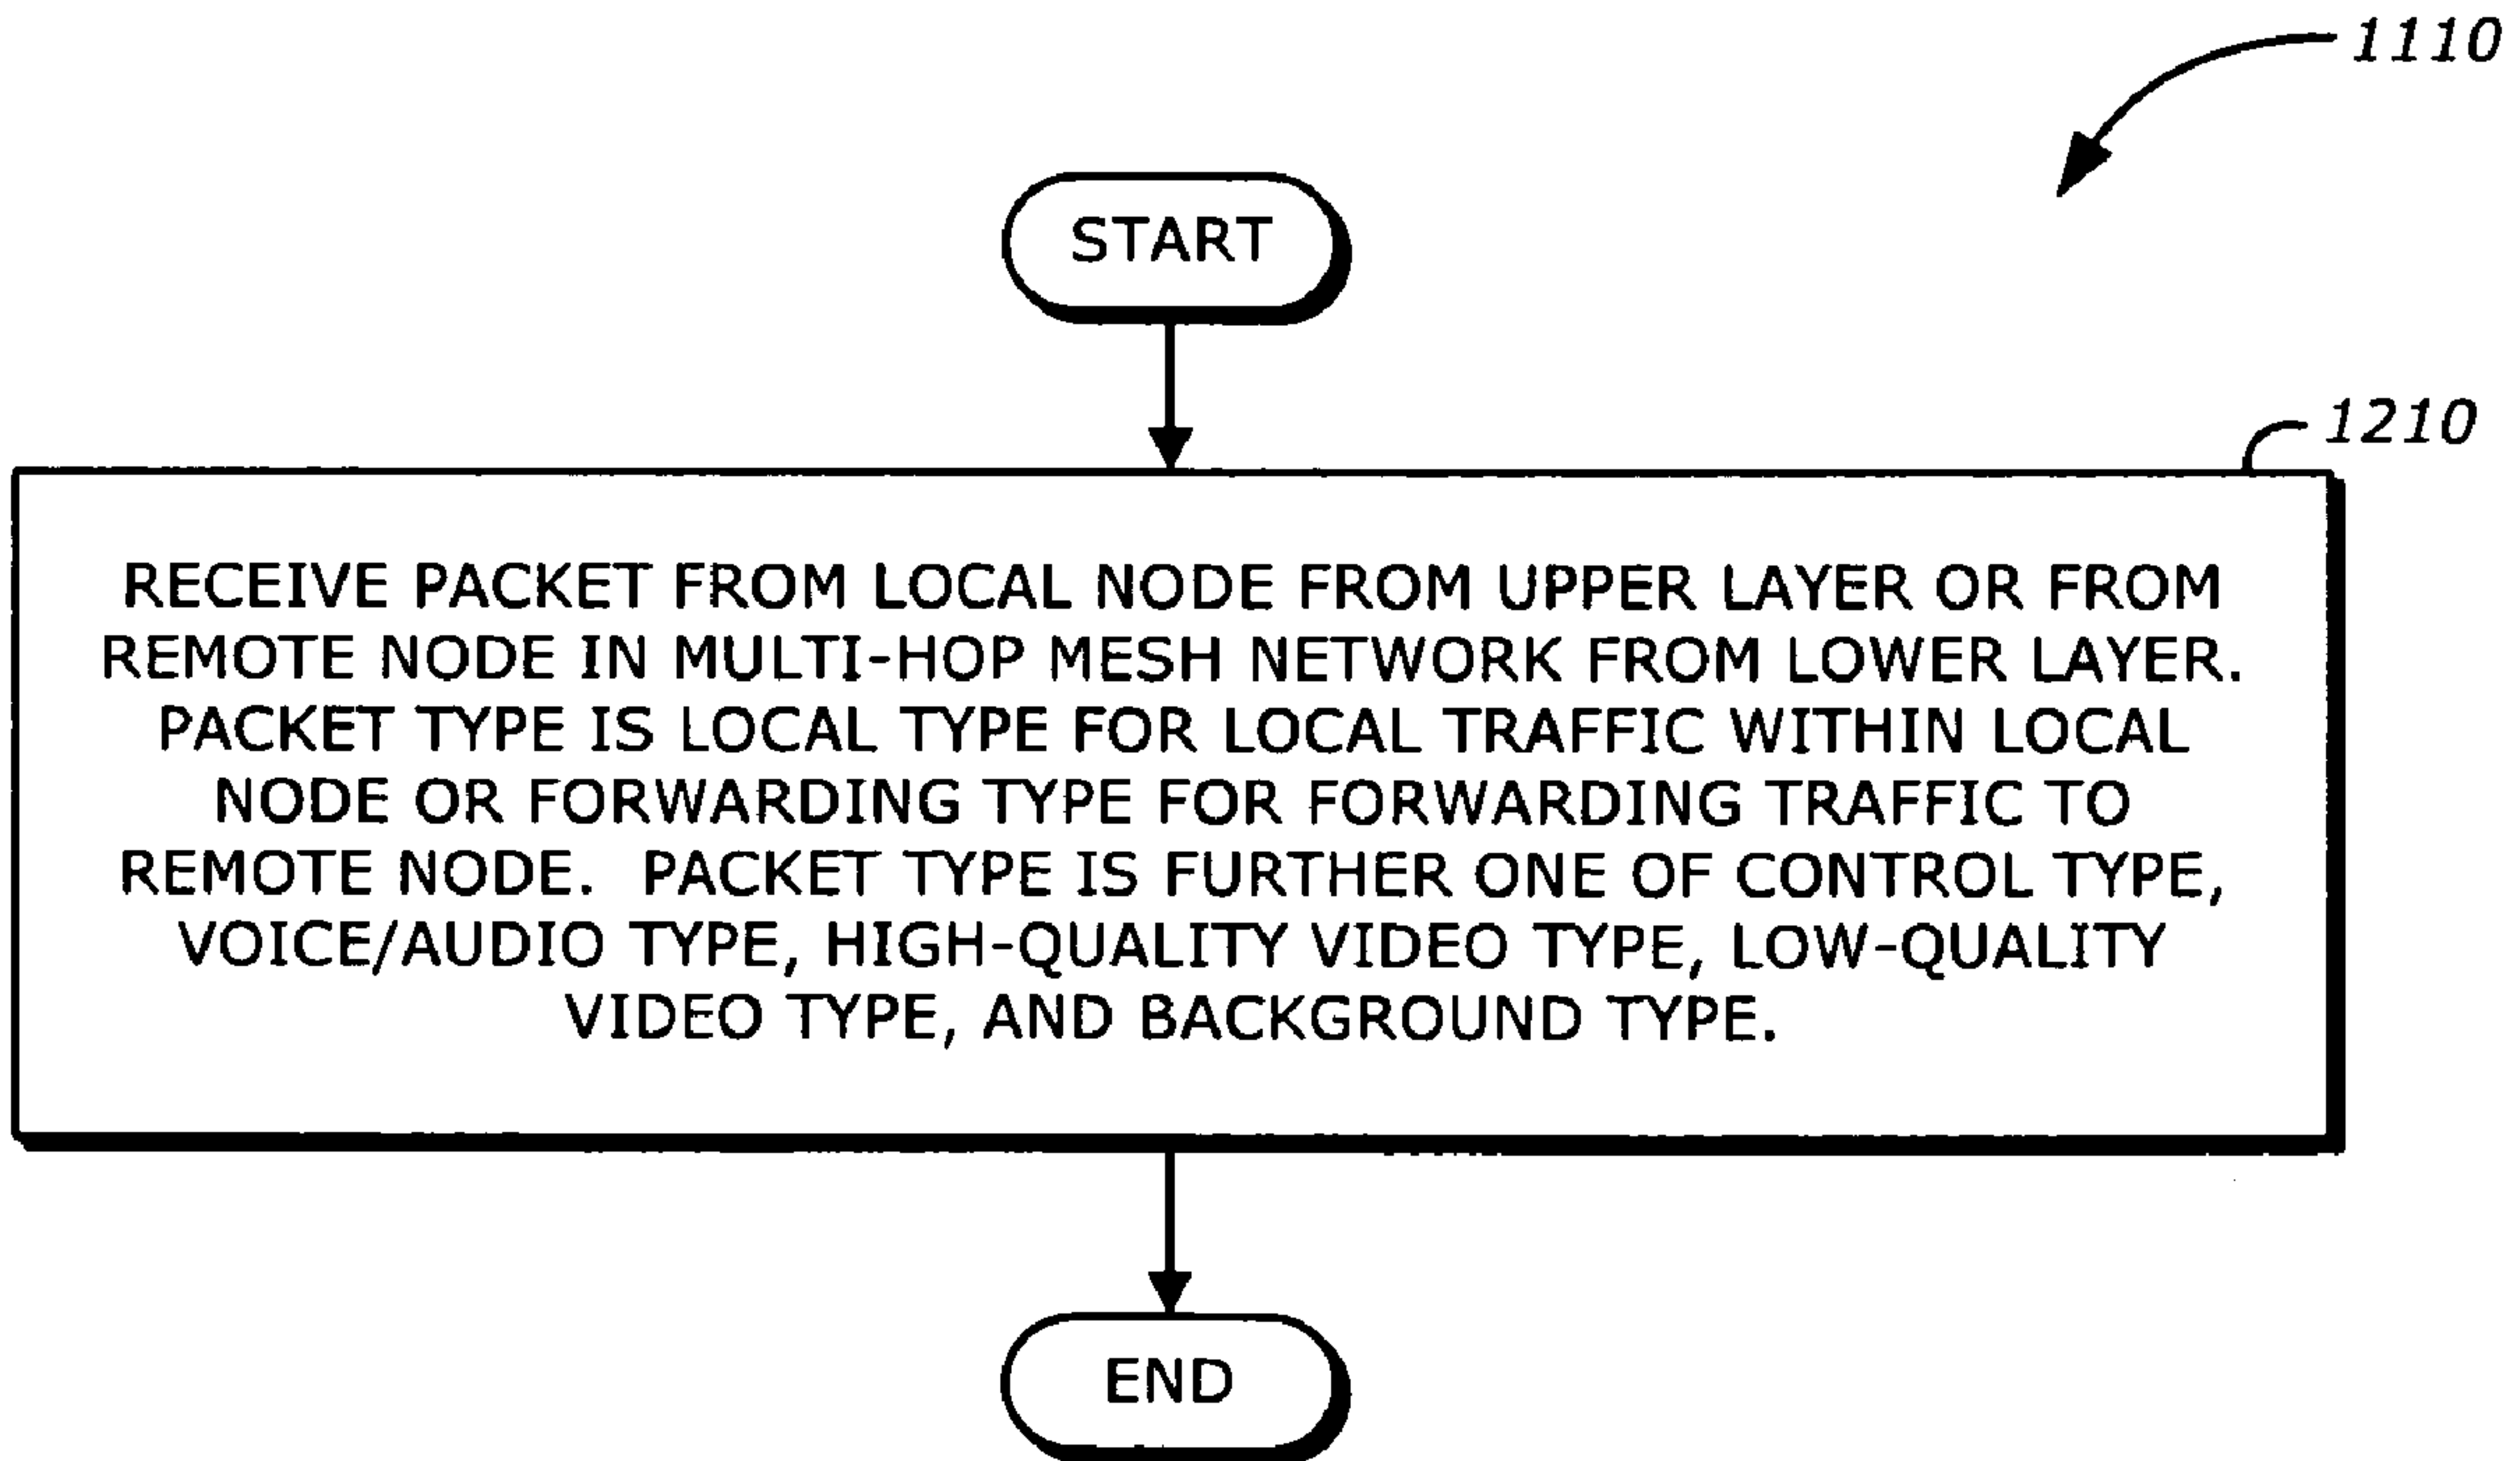 1110
START
1210
RECEIVE PACKET FROM LOCAL NODE FROM UPPER LAYER OR FROM
REMOTE NODE IN MULTI-HOP MESH NETWORK FROM LOWER LAYER.
PACKET TYPE IS LOCAL TYPE FOR LOCAL TRAFFIC WITHIN LOCAL
NODE OR FORWARDING TYPE FOR FORWARDING TRAFFIC TO
REMOTE NODE.  PACKET TYPE IS FURTHER ONE OF CONTROL TYPE,
VOICE/AUDIO TYPE, HIGH-QUALITY VIDEO TYPE, LOW-QUALITY
VIDEO TYPE, AND BACKGROUND TYPE.
END